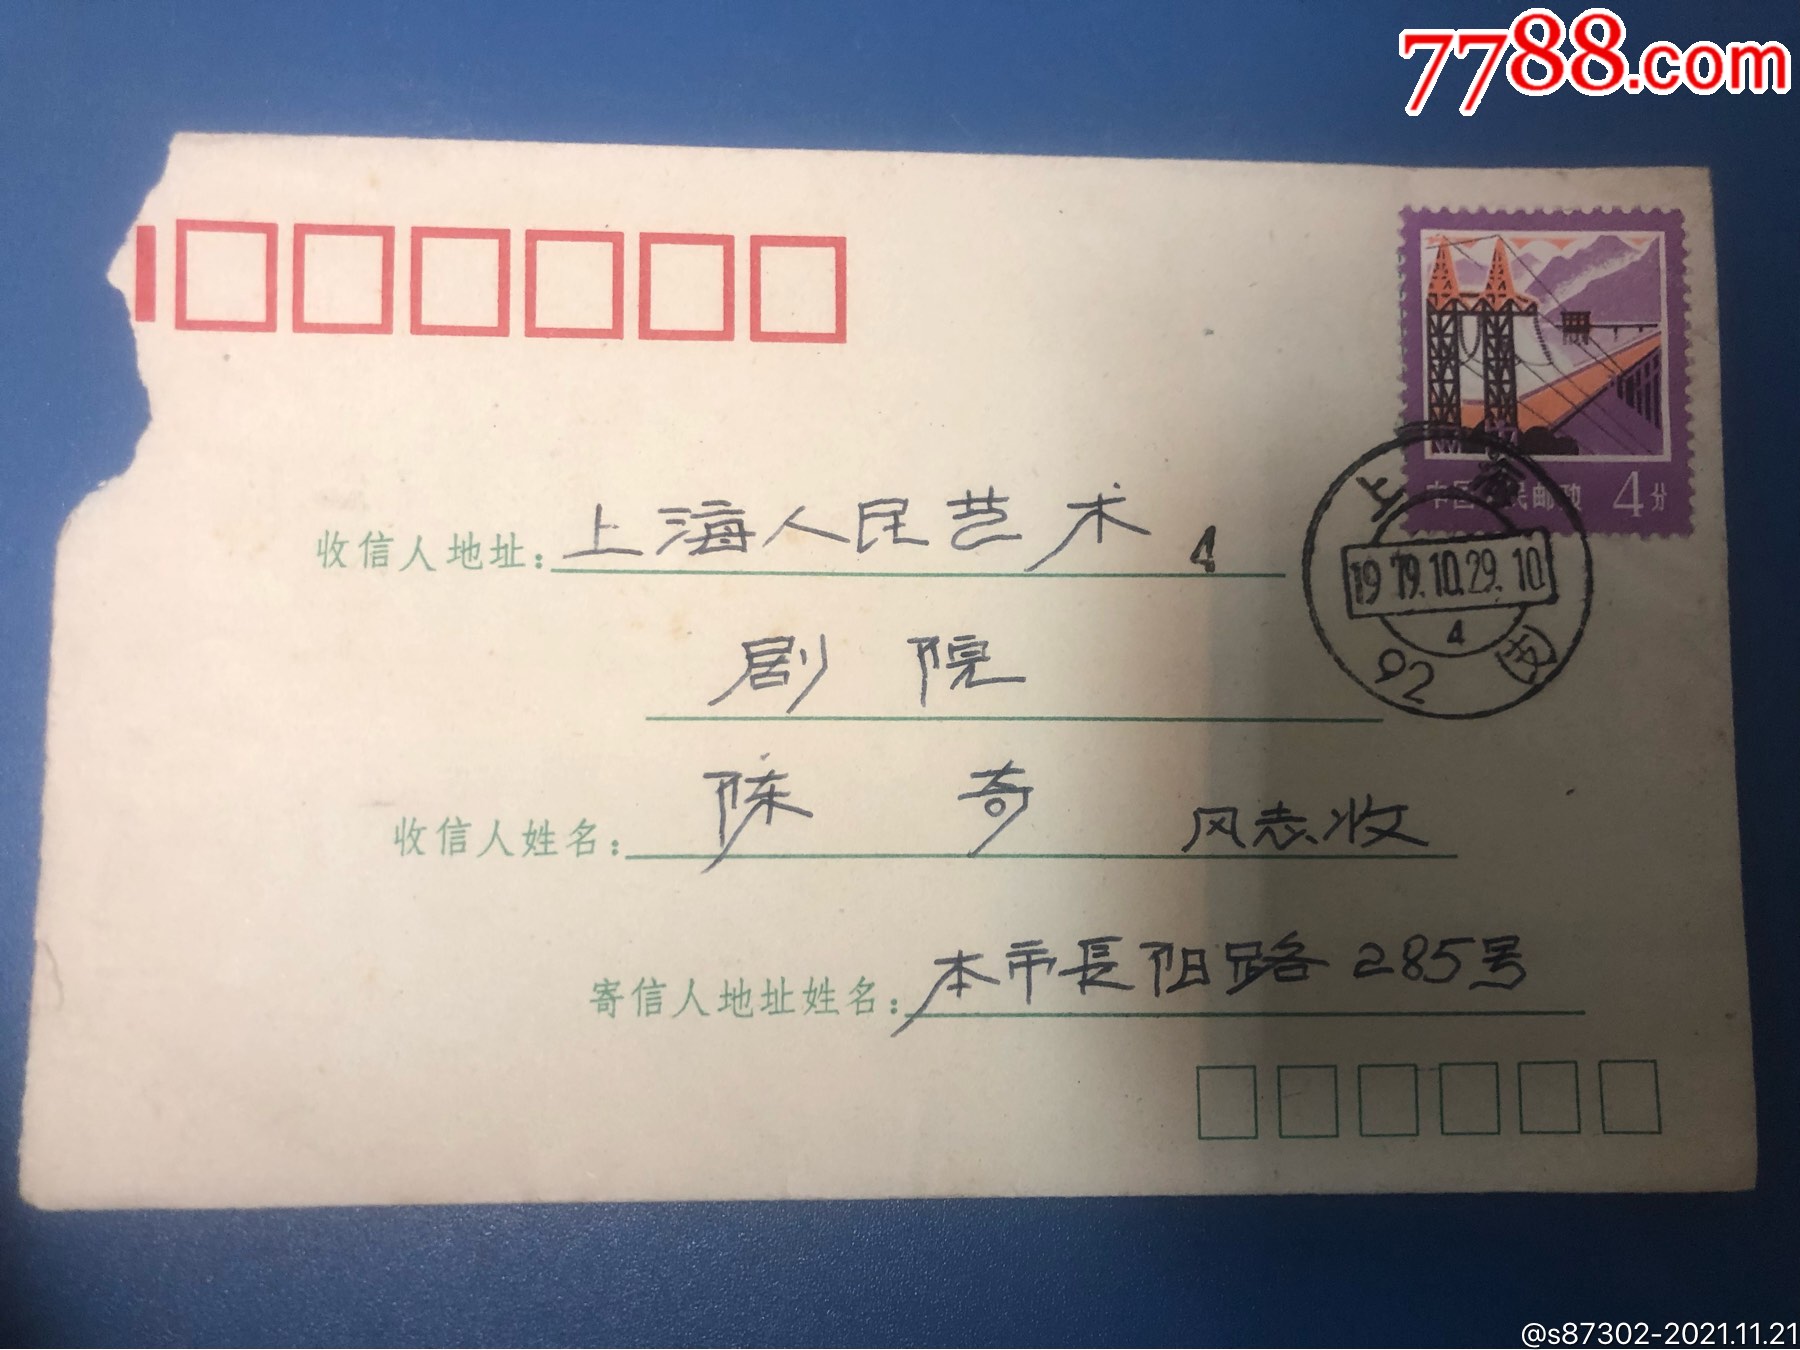 7788.com
中国人民邮政 4分
上海
1979.10.29.10
4
92 闵
收信人地址：上海人民艺术 4
剧院
收信人姓名：陈奇 同志收
寄信人地址姓名：本市長阳路285号
@s87302-2021.11.21